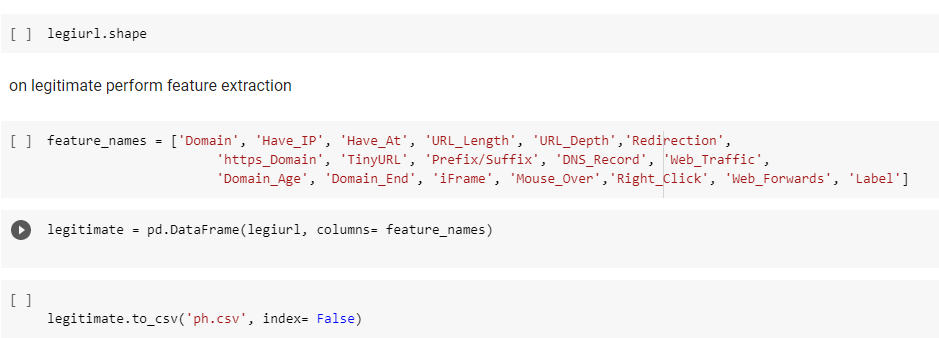 [ ] legiurl.shape
on legitimate perform feature extraction
[ ] feature_names = ['Domain', 'Have_IP', 'Have_At', 'URL_Length', 'URL_Depth','Redirection',
'https_Domain', 'TinyURL', 'Prefix/Suffix', 'DNS_Record', 'Web_Traffic',
'Domain_Age', 'Domain_End', 'iFrame', 'Mouse_Over','Right_Click', 'Web_Forwards', 'Label']
legitimate = pd.DataFrame(legiurl, columns= feature_names)
[ ]
legitimate.to_csv('ph.csv', index= False)